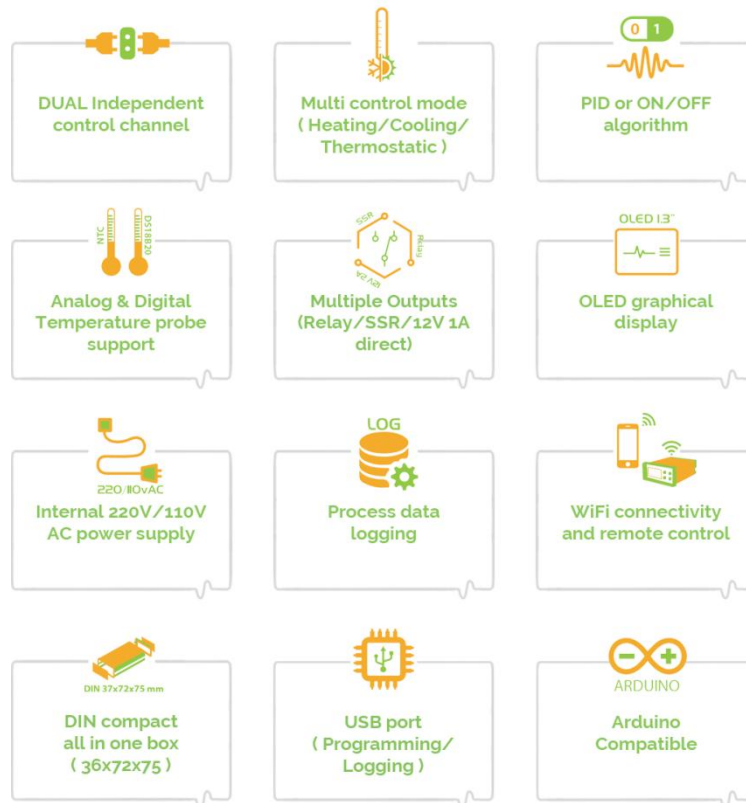 DUAL Independent
control channel
Multi control mode
( Heating/Cooling/
Thermostatic )
0 1
PID or ON/OFF
algorithm
NTC
DS18B20
Analog & Digital
Temperature probe
support
SSR
Relay
12V 2A
Multiple Outputs
(Relay/SSR/12V 1A
direct)
OLED 1.3"
OLED graphical
display
220/110vAC
Internal 220V/110V
AC power supply
LOG
Process data
logging
WiFi connectivity
and remote control
DIN 37x72x75 mm
DIN compact
all in one box
( 36x72x75 )
USB port
( Programming/
Logging )
ARDUINO
Arduino
Compatible